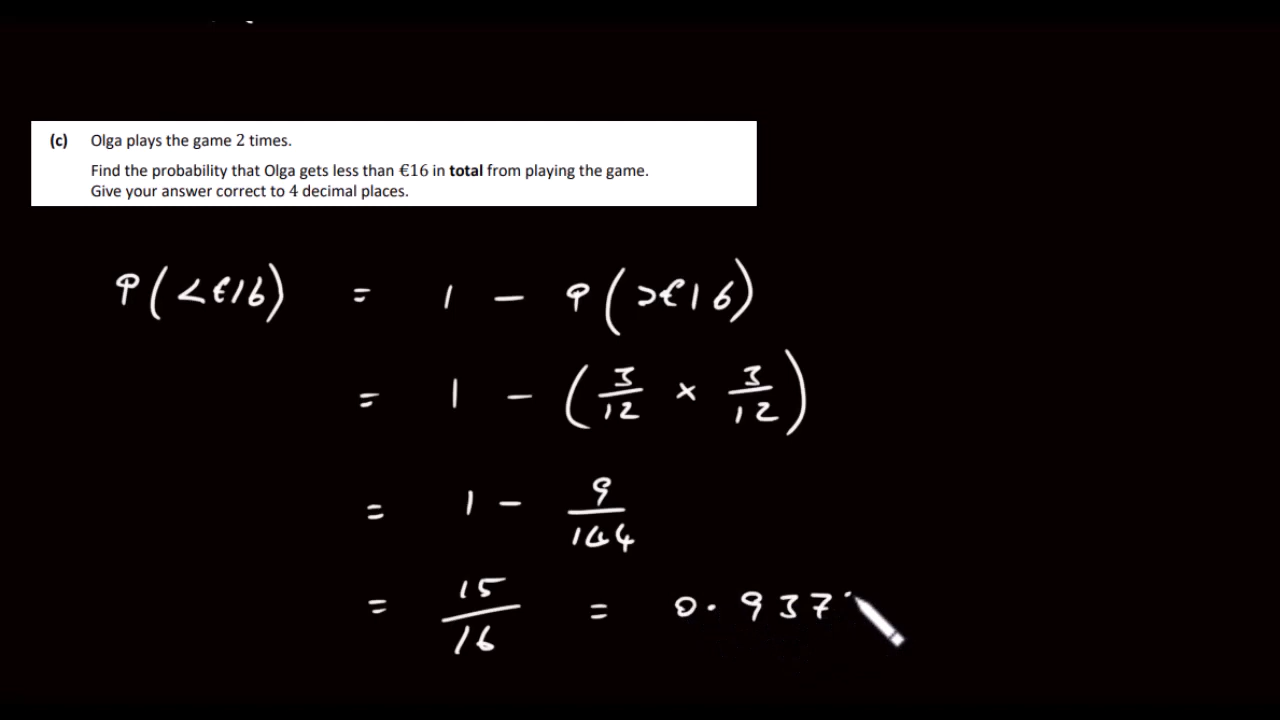 (c) Olga plays the game 2 times.
Find the probability that Olga gets less than €16 in total from playing the game.
Give your answer correct to 4 decimal places.
P(<€16) = 1 - P(>€16)
= 1 - (3/12 × 3/12)
= 1 - 9/144
= 15/16 = 0.937